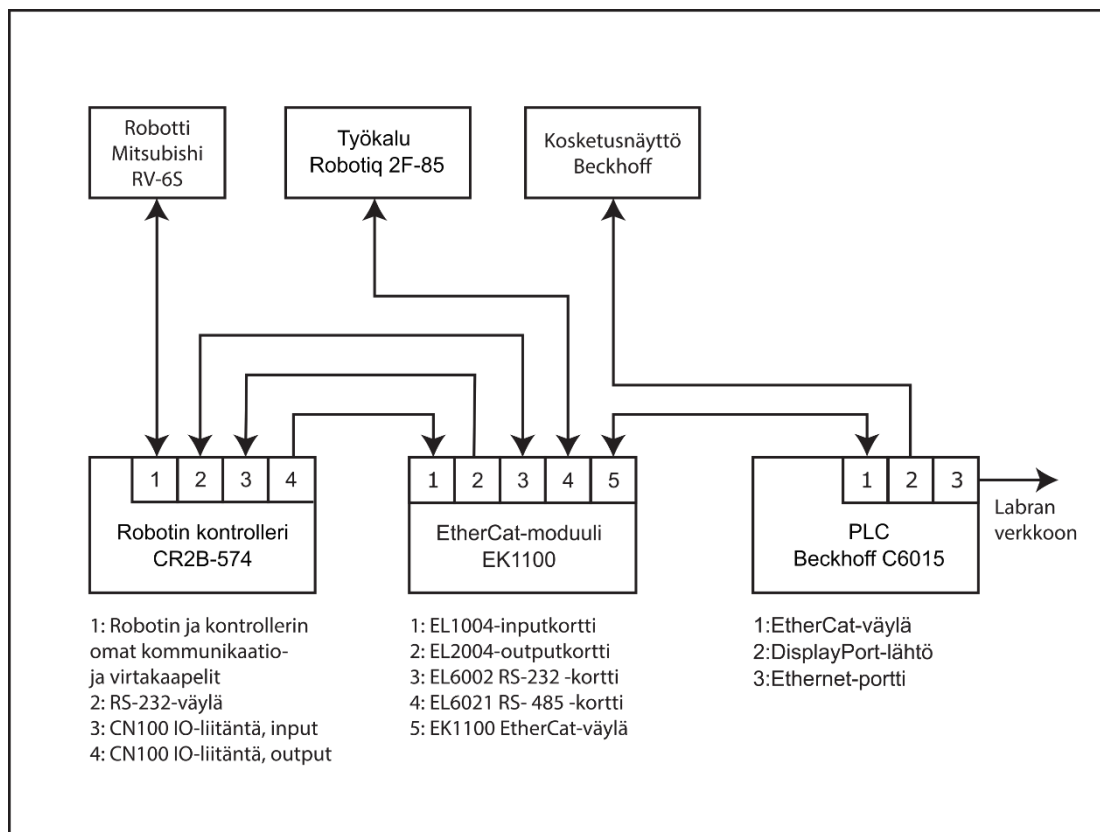 Robotti
Mitsubishi
RV-6S
Työkalu
Robotiq 2F-85
Kosketusnäyttö
Beckhoff
1 2 3 4
Robotin kontrolleri
CR2B-574
1 2 3 4 5
EtherCat-moduuli
EK1100
1 2 3
PLC
Beckhoff C6015
Labran
verkkoon
1: Robotin ja kontrollerin
omat kommunikaatio-
ja virtakaapelit
2: RS-232-väylä
3: CN100 IO-liitäntä, input
4: CN100 IO-liitäntä, output
1: EL1004-inputkortti
2: EL2004-outputkortti
3: EL6002 RS-232 -kortti
4: EL6021 RS- 485 -kortti
5: EK1100 EtherCat-väylä
1:EtherCat-väylä
2:DisplayPort-lähtö
3:Ethernet-portti